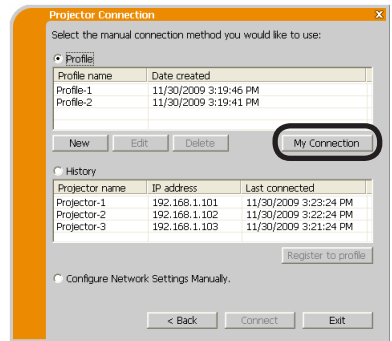 Projector Connection X
Select the manual connection method you would like to use:
Profile
Profile name Date created
Profile-1 11/30/2009 3:19:46 PM
Profile-2 11/30/2009 3:19:41 PM
New Edit Delete My Connection
History
Projector name IP address Last connected
Projector-1 192.168.1.101 11/30/2009 3:23:24 PM
Projector-2 192.168.1.102 11/30/2009 3:22:24 PM
Projector-3 192.168.1.103 11/30/2009 3:21:24 PM
Register to profile
Configure Network Settings Manually.
< Back Connect Exit